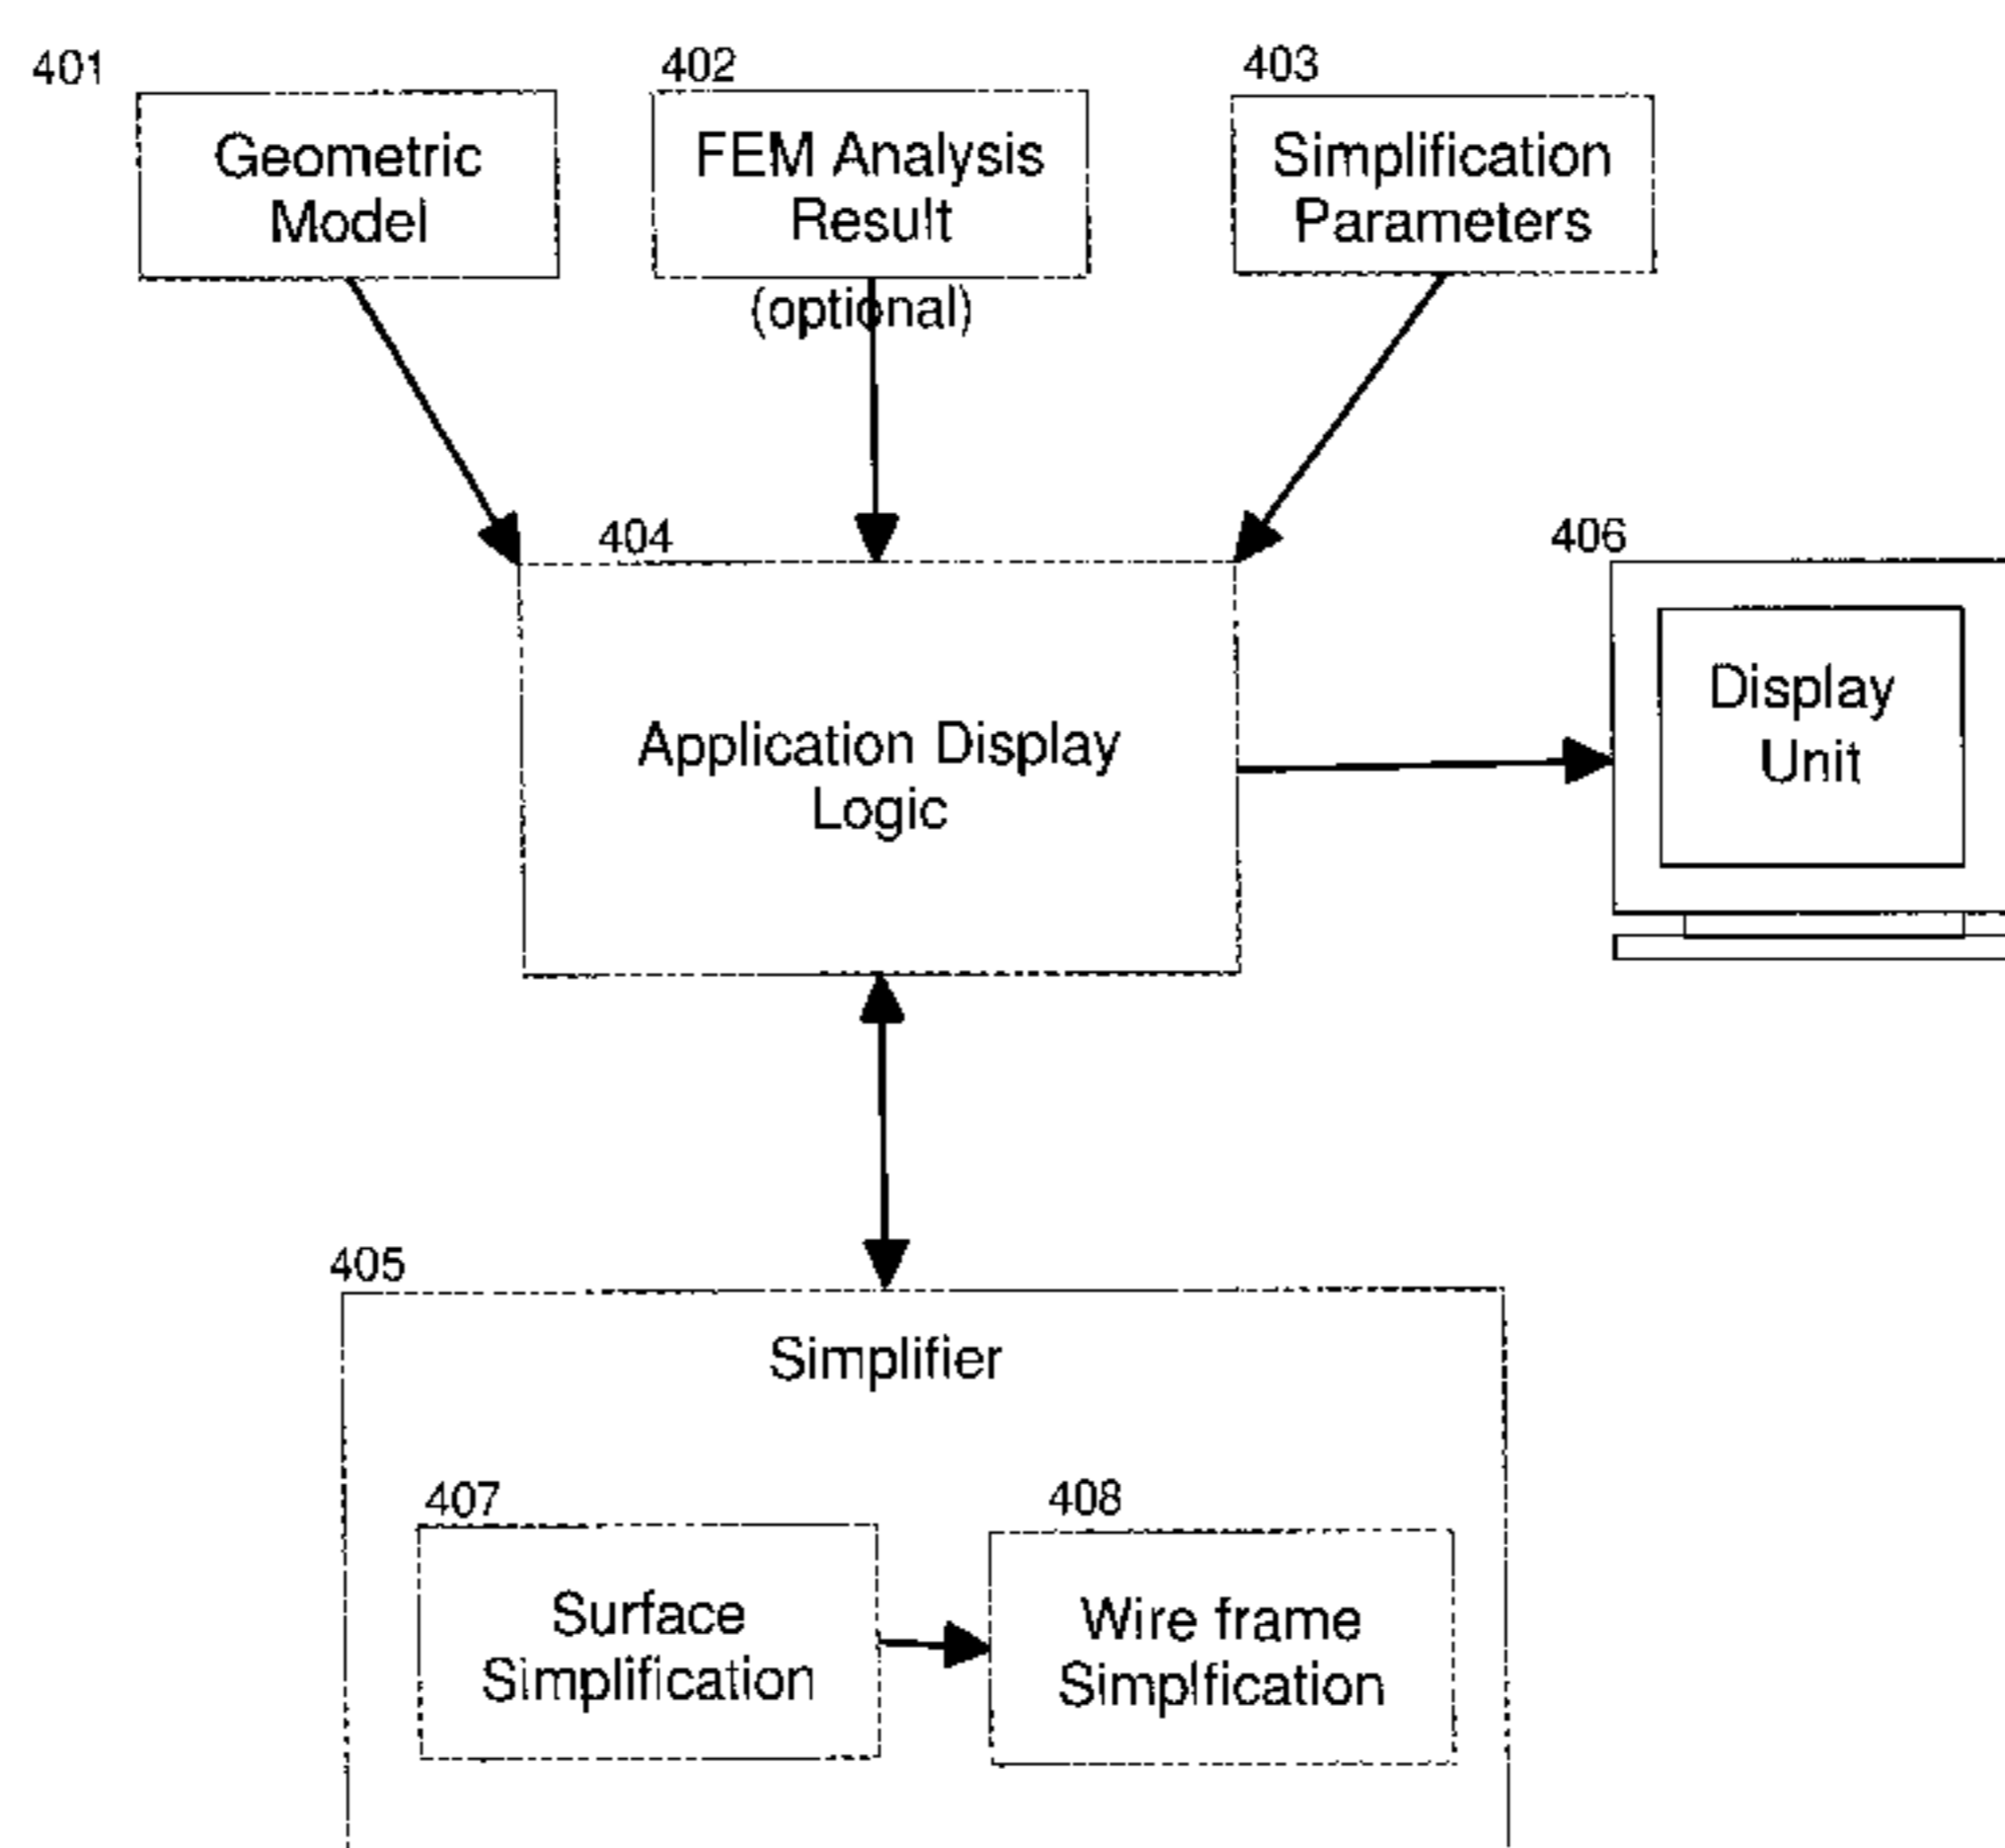 401
402
403
Geometric
Model
FEM Analysis
Result
(optional)
Simplification
Parameters
404
406
Application Display
Logic
Display
Unit
405
Simplifier
407
408
Surface
Simplification
Wire frame
Simplfication